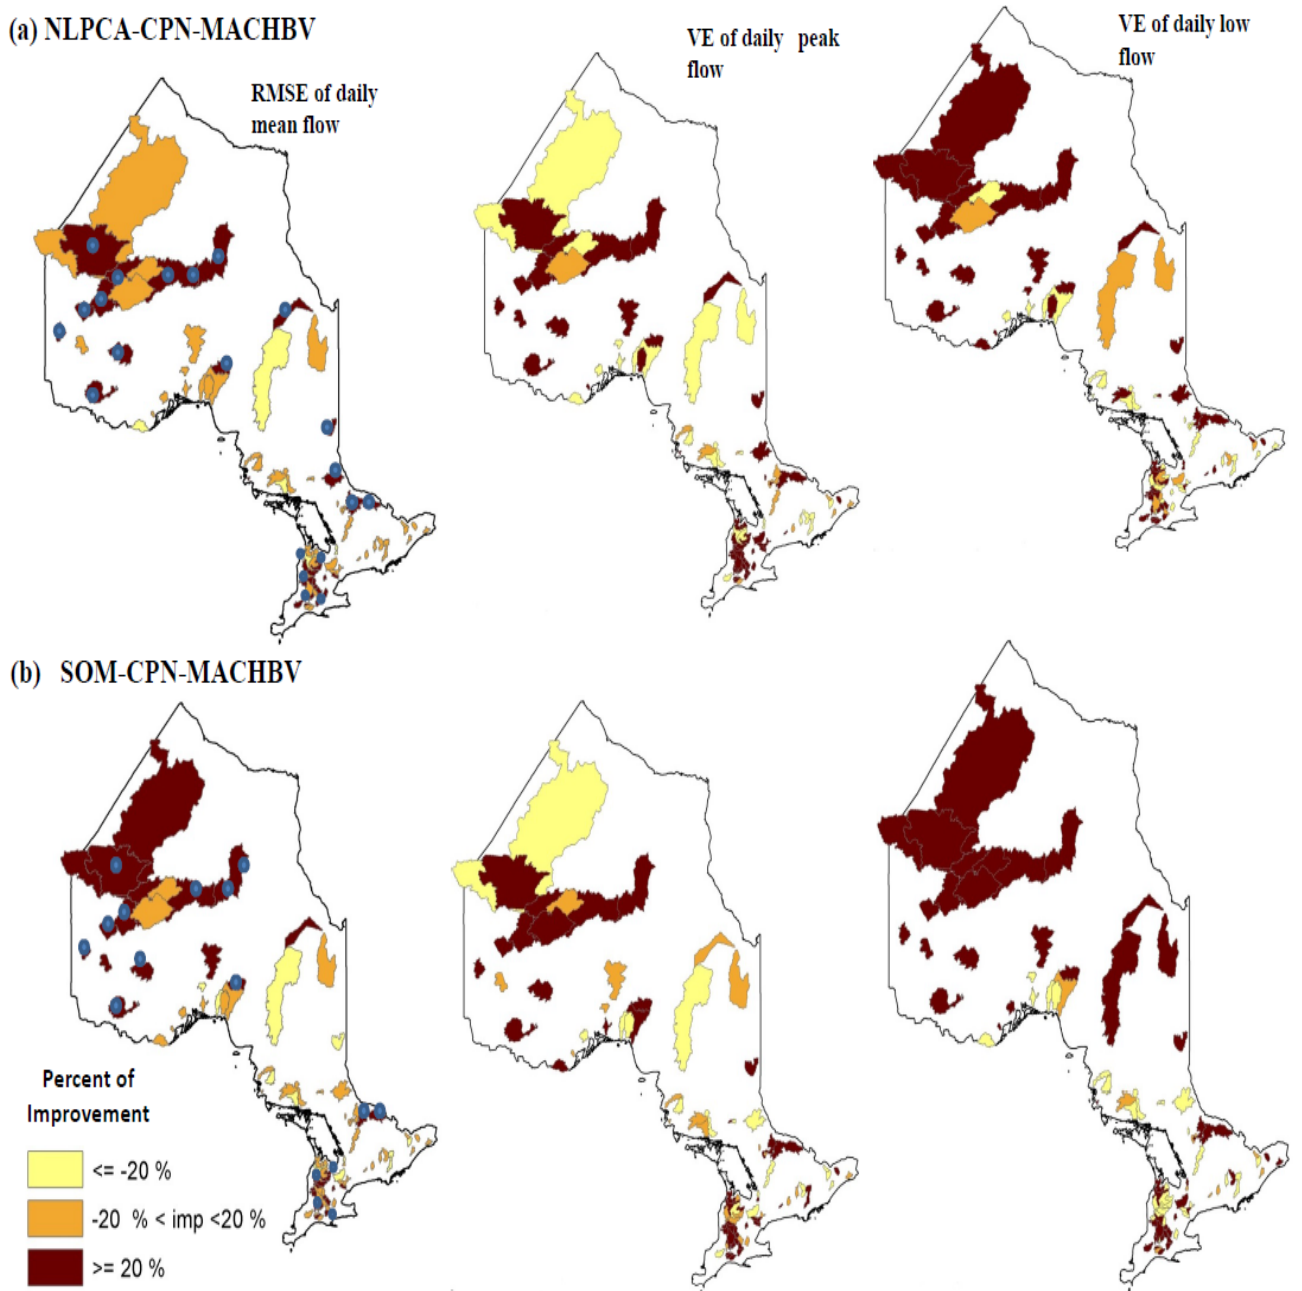 (a) NLPCA-CPN-MACHBV
RMSE of daily
mean flow
VE of daily peak
flow
VE of daily low
flow
(b) SOM-CPN-MACHBV
Percent of
Improvement
<= -20 %
-20 % < imp <20 %
>= 20 %